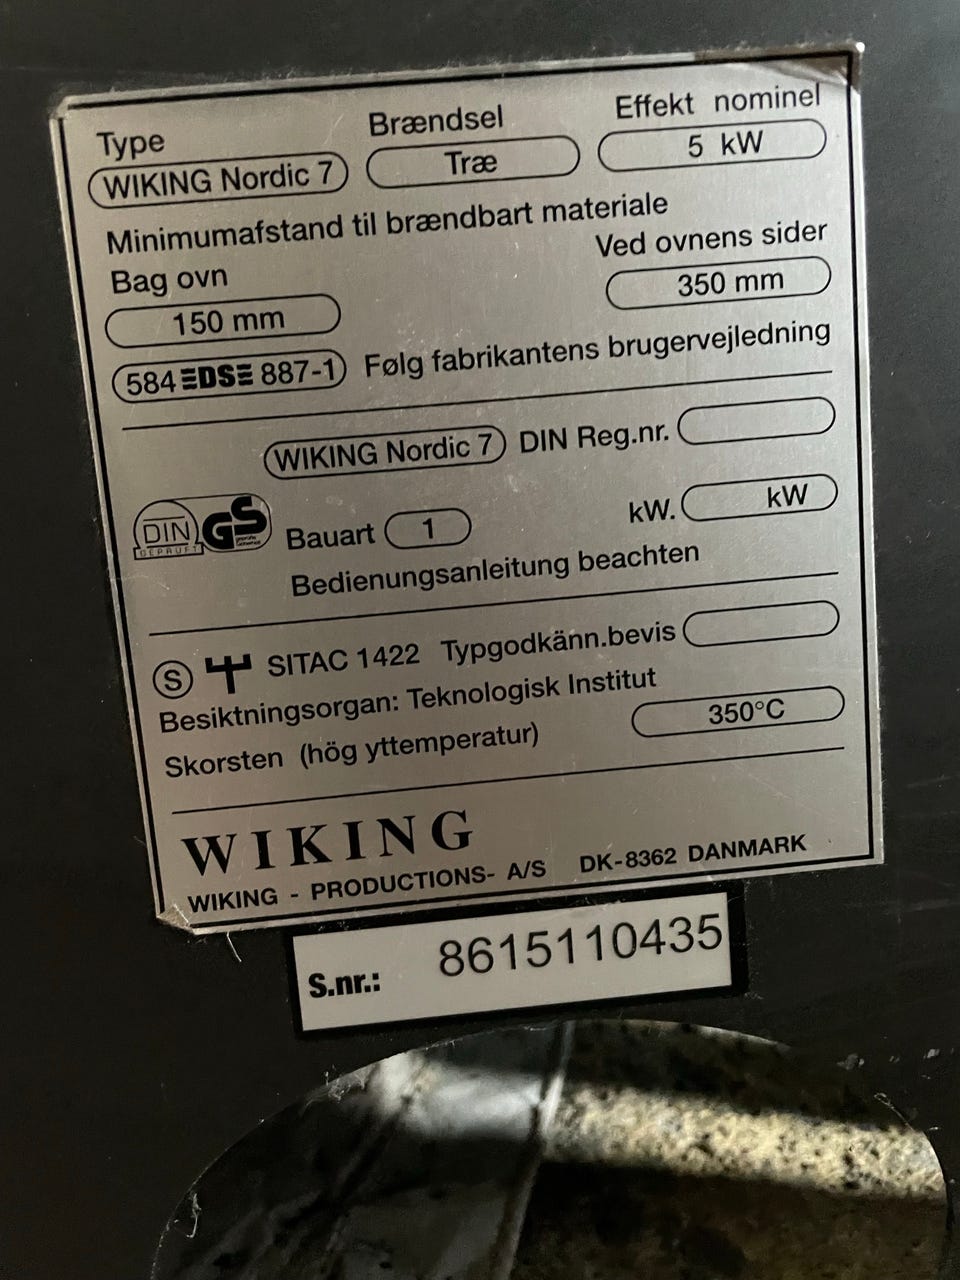 Type Brændsel Effekt nominel
WIKING Nordic 7 Træ 5 kW
Minimumafstand til brændbart materiale
Bag ovn Ved ovnens sider
150 mm 350 mm
584 DS 887-1 Følg fabrikantens brugervejledning
WIKING Nordic 7 DIN Reg.nr.
DIN GEPRÜFT GS geprüfte Sicherheit Bauart 1 kW. kW
Bedienungsanleitung beachten
S SITAC 1422 Typgodkänn.bevis
Besiktningsorgan: Teknologisk Institut
Skorsten (hög yttemperatur) 350°C
WIKING
WIKING - PRODUCTIONS- A/S DK-8362 DANMARK
S.nr.: 8615110435